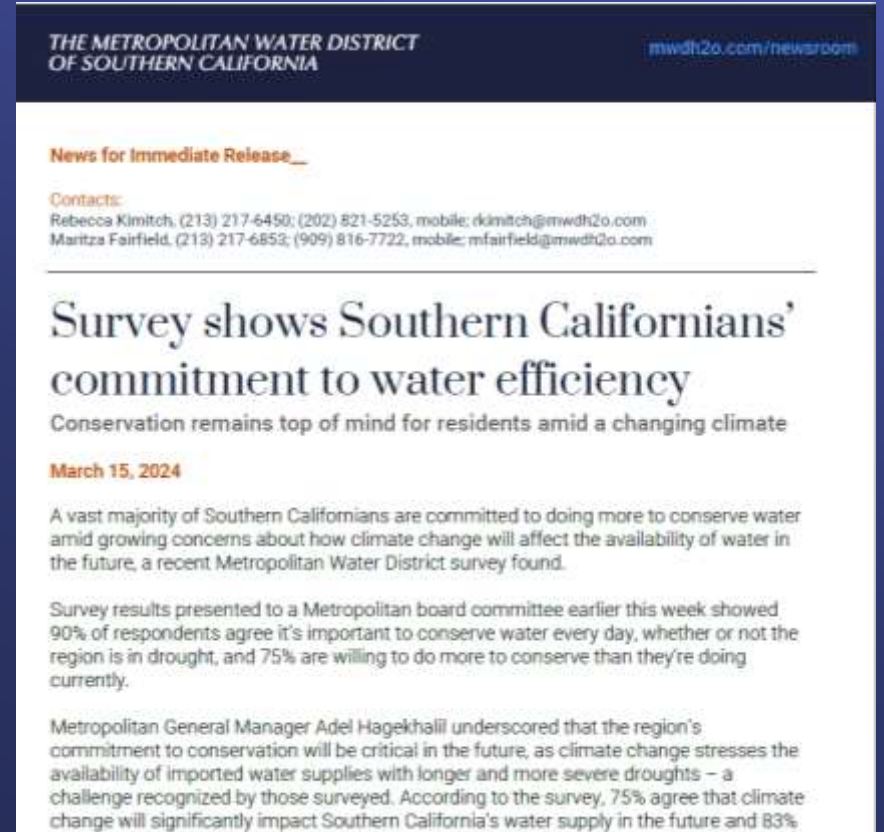 THE METROPOLITAN WATER DISTRICT
OF SOUTHERN CALIFORNIA
mwdh2o.com/newsroom
News for Immediate Release__
Contacts:
Rebecca Kimitch, (213) 217-6450; (202) 821-5253, mobile; rkimitch@mwdh2o.com
Maritza Fairfield, (213) 217-6853; (909) 816-7722, mobile; mfairfield@mwdh2o.com
Survey shows Southern Californians’
commitment to water efficiency
Conservation remains top of mind for residents amid a changing climate
March 15, 2024
A vast majority of Southern Californians are committed to doing more to conserve water
amid growing concerns about how climate change will affect the availability of water in
the future, a recent Metropolitan Water District survey found.
Survey results presented to a Metropolitan board committee earlier this week showed
90% of respondents agree it’s important to conserve water every day, whether or not the
region is in drought, and 75% are willing to do more to conserve than they’re doing
currently.
Metropolitan General Manager Adel Hagekhalil underscored that the region’s
commitment to conservation will be critical in the future, as climate change stresses the
availability of imported water supplies with longer and more severe droughts – a
challenge recognized by those surveyed. According to the survey, 75% agree that climate
change will significantly impact Southern California’s water supply in the future and 83%